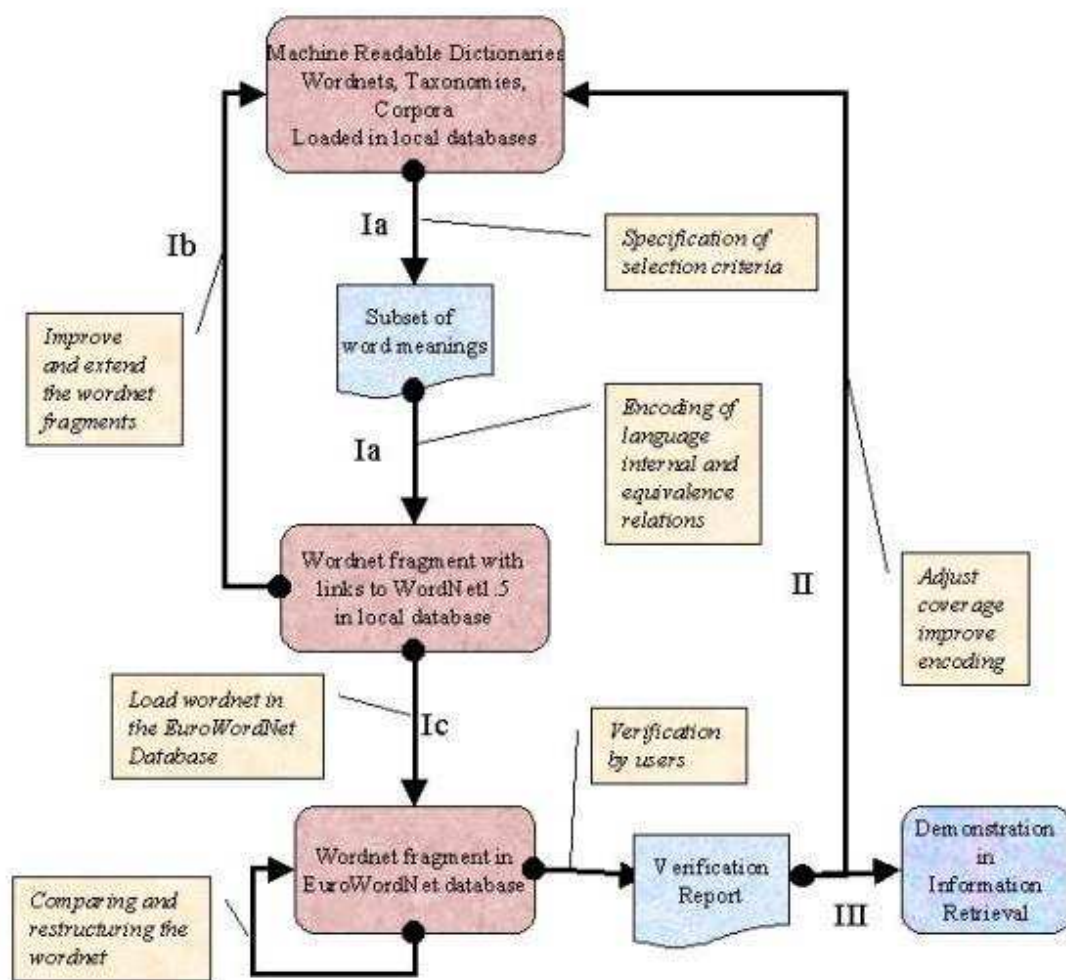 Machine Readable Dictionaries
Wordnets, Taxonomies,
Corpora
Loaded in local databases
Ia
Ib
Specification of
selection criteria
Subset of
word meanings
Improve
and extend
the wordnet
fragments
Ia
Encoding of
language
internal and
equivalence
relations
Wordnet fragment with
links to WordNet1.5
in local database
II
Adjust
coverage
improve
encoding
Load wordnet in
the EuroWordNet
Database
Ic
Verification
by users
Wordnet fragment in
EuroWordNet database
Verification
Report
III
Demonstration
in
Information
Retrieval
Comparing and
restructuring the
wordnet